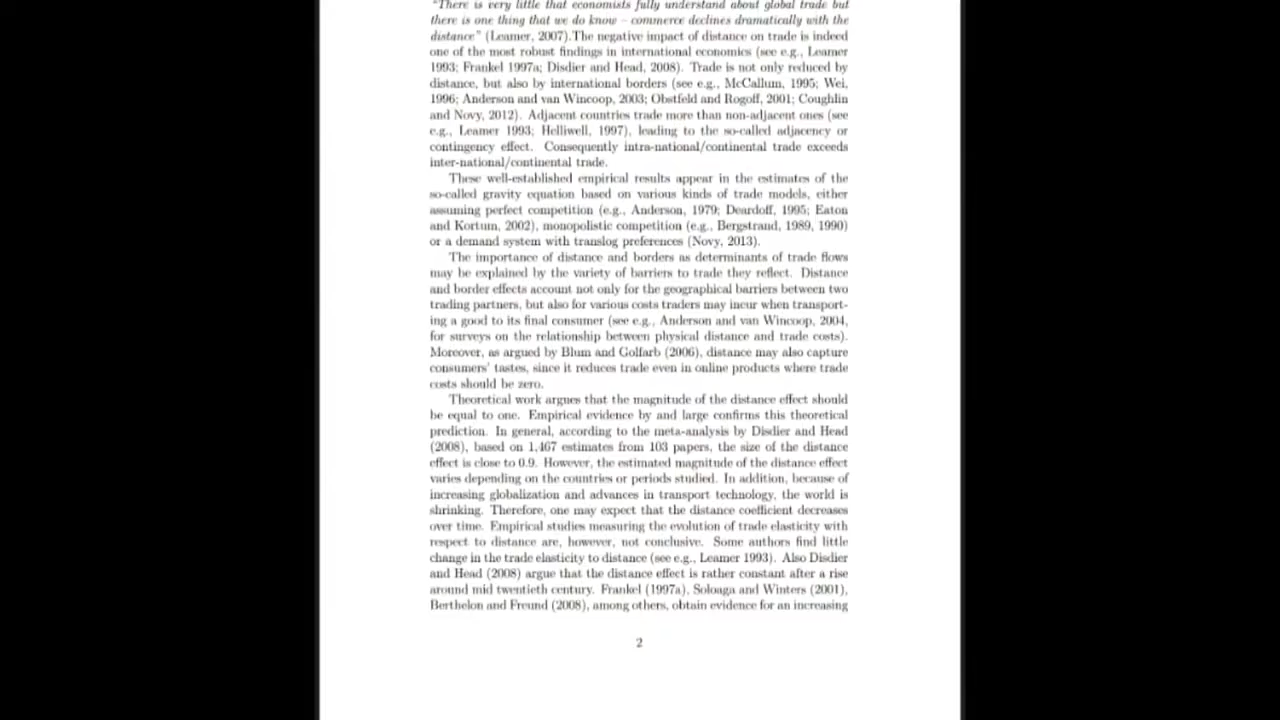 "There is very little that economists fully understand about global trade but
there is one thing that we do know – commerce declines dramatically with the
distance" (Leamer, 2007).The negative impact of distance on trade is indeed
one of the most robust findings in international economics (see e.g., Leamer
1993; Frankel 1997a; Disdier and Head, 2008). Trade is not only reduced by
distance, but also by international borders (see e.g., McCallum, 1995; Wei,
1996; Anderson and van Wincoop, 2003; Obstfeld and Rogoff, 2001; Coughlin
and Novy, 2012). Adjacent countries trade more than non-adjacent ones (see
e.g., Leamer 1993; Helliwell, 1997), leading to the so-called adjacency or
contingency effect. Consequently intra-national/continental trade exceeds
inter-national/continental trade.
These well-established empirical results appear in the estimates of the
so-called gravity equation based on various kinds of trade models, either
assuming perfect competition (e.g., Anderson, 1979; Deardoff, 1995; Eaton
and Kortum, 2002), monopolistic competition (e.g., Bergstrand, 1989, 1990)
or a demand system with translog preferences (Novy, 2013).
The importance of distance and borders as determinants of trade flows
may be explained by the variety of barriers to trade they reflect. Distance
and border effects account not only for the geographical barriers between two
trading partners, but also for various costs traders may incur when transport-
ing a good to its final consumer (see e.g., Anderson and van Wincoop, 2004,
for surveys on the relationship between physical distance and trade costs).
Moreover, as argued by Blum and Golfarb (2006), distance may also capture
consumers' tastes, since it reduces trade even in online products where trade
costs should be zero.
Theoretical work argues that the magnitude of the distance effect should
be equal to one. Empirical evidence by and large confirms this theoretical
prediction. In general, according to the meta-analysis by Disdier and Head
(2008), based on 1,467 estimates from 103 papers, the size of the distance
effect is close to 0.9. However, the estimated magnitude of the distance effect
varies depending on the countries or periods studied. In addition, because of
increasing globalization and advances in transport technology, the world is
shrinking. Therefore, one may expect that the distance coefficient decreases
over time. Empirical studies measuring the evolution of trade elasticity with
respect to distance are, however, not conclusive. Some authors find little
change in the trade elasticity to distance (see e.g., Leamer 1993). Also Disdier
and Head (2008) argue that the distance effect is rather constant after a rise
around mid twentieth century. Frankel (1997a), Soloaga and Winters (2001),
Berthelon and Freund (2008), among others, obtain evidence for an increasing
2